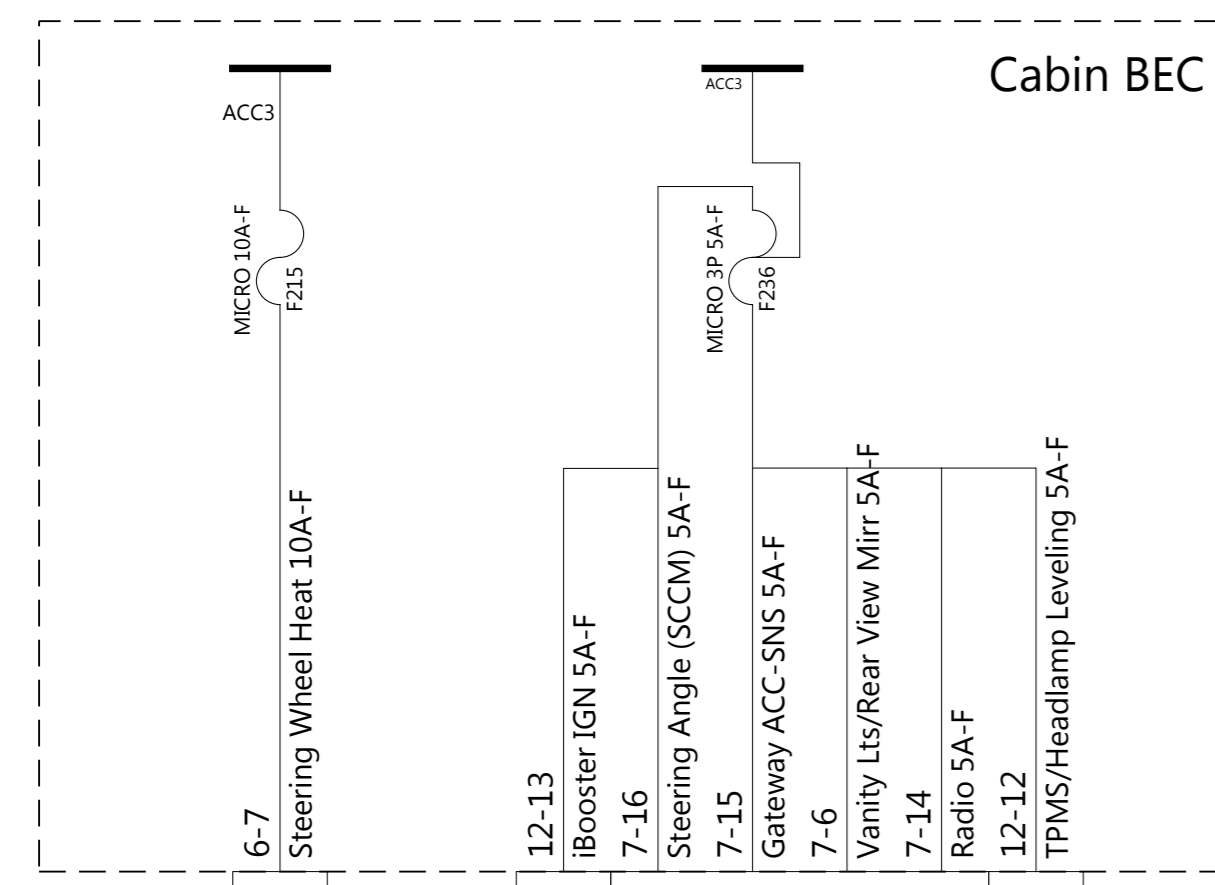 Cabin BEC
ACC3
MICRO 10A-F
F215
6-7
Steering Wheel Heat 10A-F
ACC3
MICRO 3P 5A-F
F236
12-13
iBooster IGN 5A-F
7-16
Steering Angle (SCCM) 5A-F
7-15
Gateway ACC-SNS 5A-F
7-6
Vanity Lts/Rear View Mirr 5A-F
7-14
Radio 5A-F
12-12
TPMS/Headlamp Leveling 5A-F